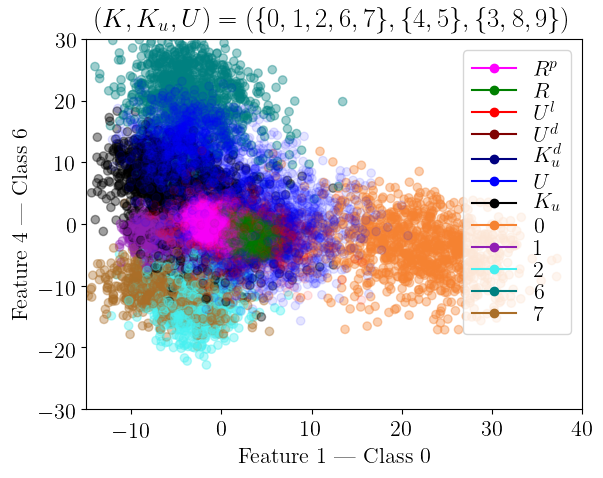 (K, K_u, U) = ({0, 1, 2, 6, 7}, {4, 5}, {3, 8, 9})
30
20
10
0
−10
−20
−30
Feature 4 — Class 6
−10
0
10
20
30
40
Feature 1 — Class 0
R^p
R
U^l
U^d
K_u^d
U
K_u
0
1
2
6
7